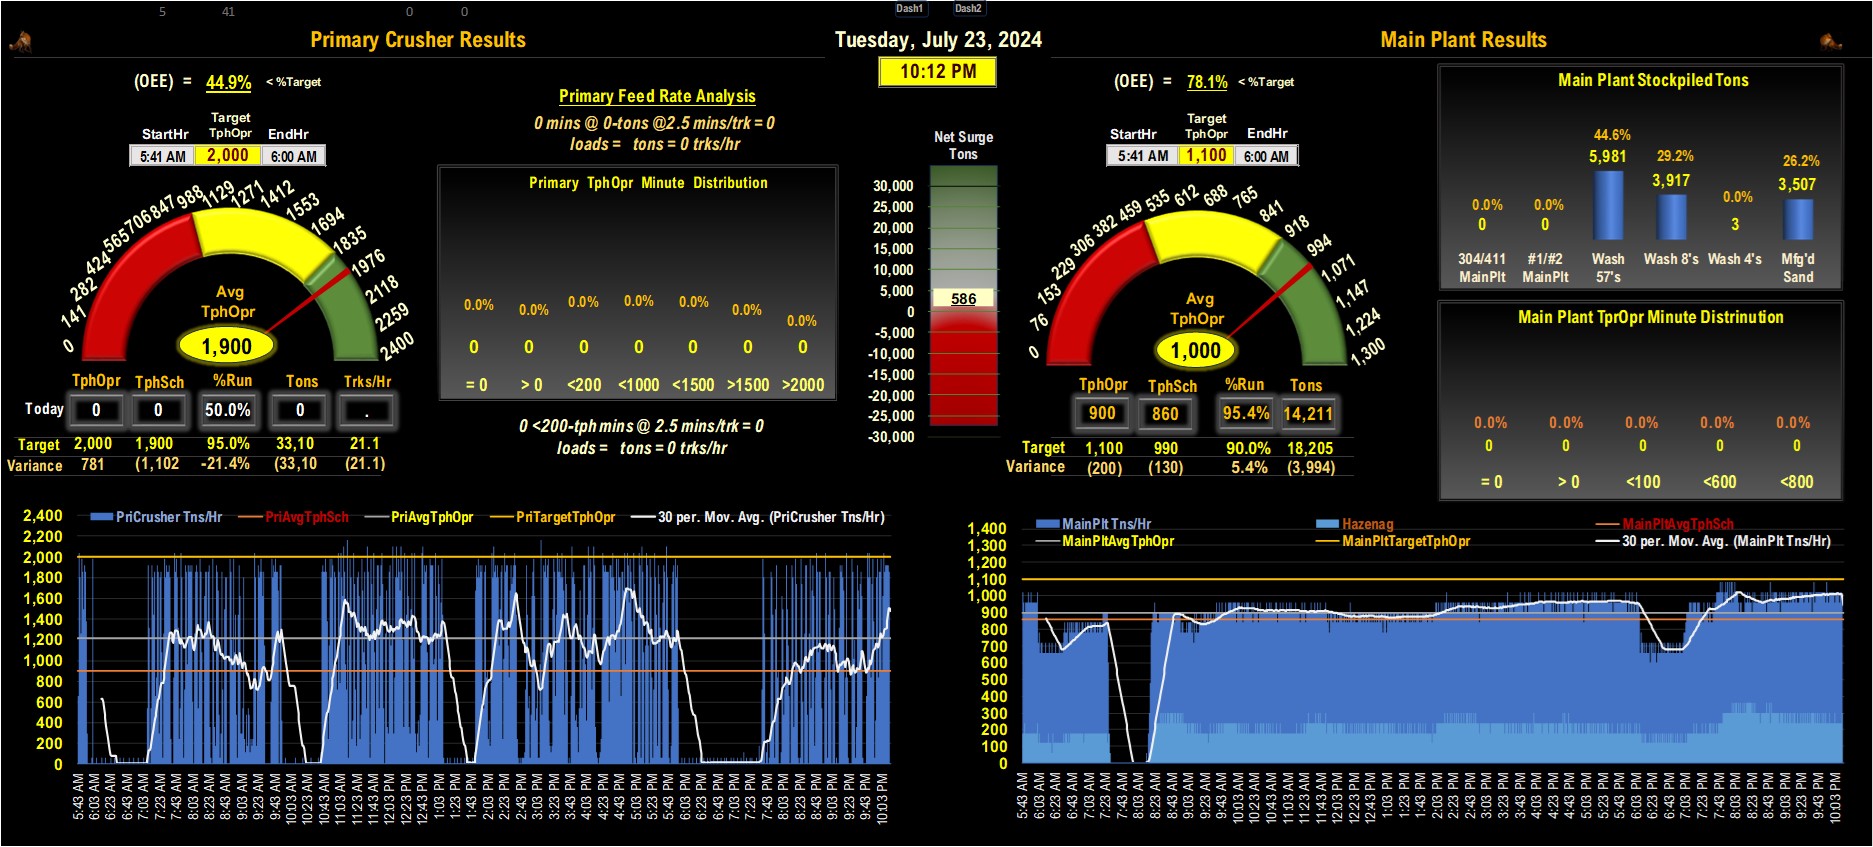 5 41 0 0 Dash1 Dash2
Primary Crusher Results
Tuesday, July 23, 2024
Main Plant Results
10:12 PM
(OEE) = 44.9% < %Target
StartHr Target TphOpr EndHr
5:41 AM 2,000 6:00 AM
0 141 282 424 565 706 847 988 1129 1271 1412 1553 1694 1835 1976 2118 2259 2400
Avg
TphOpr
1,900
TphOpr TphSch %Run Tons Trks/Hr
Today 0 0 50.0% 0 .
Target 2,000 1,900 95.0% 33,10 21.1
Variance 781 (1,102 -21.4% (33,10 (21.1)
Primary Feed Rate Analysis
0 mins @ 0-tons @2.5 mins/trk = 0
loads = tons = 0 trks/hr
Primary TphOpr Minute Distribution
0.0% 0.0% 0.0% 0.0% 0.0% 0.0% 0.0%
0 0 0 0 0 0 0
= 0 > 0 <200 <1000 <1500 >1500 >2000
0 <200-tph mins @ 2.5 mins/trk = 0
loads = tons = 0 trks/hr
Net Surge
Tons
30,000
25,000
20,000
15,000
10,000
5,000
586
0
-5,000
-10,000
-15,000
-20,000
-25,000
-30,000
(OEE) = 78.1% < %Target
StartHr Target TphOpr EndHr
5:41 AM 1,100 6:00 AM
0 76 153 229 306 382 459 535 612 688 765 841 918 994 1,071 1,147 1,224 1,300
Avg
TphOpr
1,000
TphOpr TphSch %Run Tons
900 860 95.4% 14,211
Target 1,100 990 90.0% 18,205
Variance (200) (130) 5.4% (3,994)
Main Plant Stockpiled Tons
0.0% 0.0% 44.6% 29.2% 0.0% 26.2%
0 0 5,981 3,917 3 3,507
304/411 MainPlt #1/#2 MainPlt Wash 57's Wash 8's Wash 4's Mfg'd Sand
Main Plant TprOpr Minute Distrinution
0.0% 0.0% 0.0% 0.0% 0.0%
0 0 0 0 0
= 0 > 0 <100 <600 <800
PriCrusher Tns/Hr PriAvgTphSch PriAvgTphOpr PriTargetTphOpr 30 per. Mov. Avg. (PriCrusher Tns/Hr)
2,400
2,200
2,000
1,800
1,600
1,400
1,200
1,000
800
600
400
200
0
5:43 AM 6:03 AM 6:23 AM 6:43 AM 7:03 AM 7:23 AM 7:43 AM 8:03 AM 8:23 AM 8:43 AM 9:03 AM 9:23 AM 9:43 AM 10:03 AM 10:23 AM 10:43 AM 11:03 AM 11:23 AM 11:43 AM 12:03 PM 12:23 PM 12:43 PM 1:03 PM 1:23 PM 1:43 PM 2:03 PM 2:23 PM 2:43 PM 3:03 PM 3:23 PM 3:43 PM 4:03 PM 4:23 PM 4:43 PM 5:03 PM 5:23 PM 5:43 PM 6:03 PM 6:23 PM 6:43 PM 7:03 PM 7:23 PM 7:43 PM 8:03 PM 8:23 PM 8:43 PM 9:03 PM 9:23 PM 9:43 PM 10:03 PM
MainPlt Tns/Hr Hazenag MainPltAvgTphSch
MainPltAvgTphOpr MainPltTargetTphOpr 30 per. Mov. Avg. (MainPlt Tns/Hr)
1,400
1,300
1,200
1,100
1,000
900
800
700
600
500
400
300
200
100
0
5:43 AM 6:03 AM 6:23 AM 6:43 AM 7:03 AM 7:23 AM 7:43 AM 8:03 AM 8:23 AM 8:43 AM 9:03 AM 9:23 AM 9:43 AM 10:03 AM 10:23 AM 10:43 AM 11:03 AM 11:23 AM 11:43 AM 12:03 PM 12:23 PM 12:43 PM 1:03 PM 1:23 PM 1:43 PM 2:03 PM 2:23 PM 2:43 PM 3:03 PM 3:23 PM 3:43 PM 4:03 PM 4:23 PM 4:43 PM 5:03 PM 5:23 PM 5:43 PM 6:03 PM 6:23 PM 6:43 PM 7:03 PM 7:23 PM 7:43 PM 8:03 PM 8:23 PM 8:43 PM 9:03 PM 9:23 PM 9:43 PM 10:03 PM